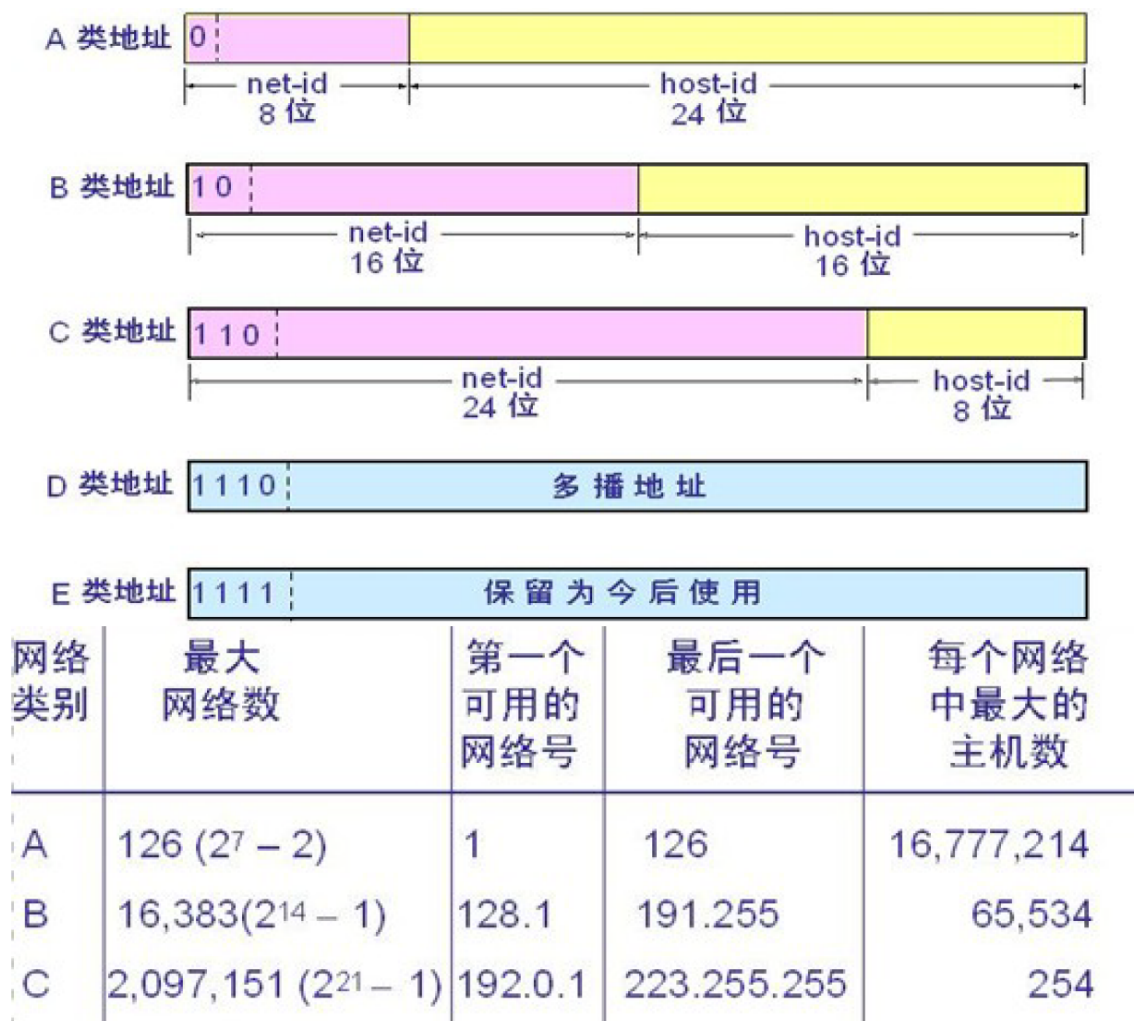 A 类地址 0
net-id host-id
8 位 24 位
B 类地址 1 0
net-id host-id
16 位 16 位
C 类地址 1 1 0
net-id host-id
24 位 8 位
D 类地址 1 1 1 0 多播地址
E 类地址 1 1 1 1 保留为今后使用
网络 最大 第一个 最后一个 每个网络
类别 网络数 可用的 可用的 中最大的
网络号 网络号 主机数
A 126 (2⁷ – 2) 1 126 16,777,214
B 16,383(2¹⁴ – 1) 128.1 191.255 65,534
C 2,097,151 (2²¹ – 1) 192.0.1 223.255.255 254